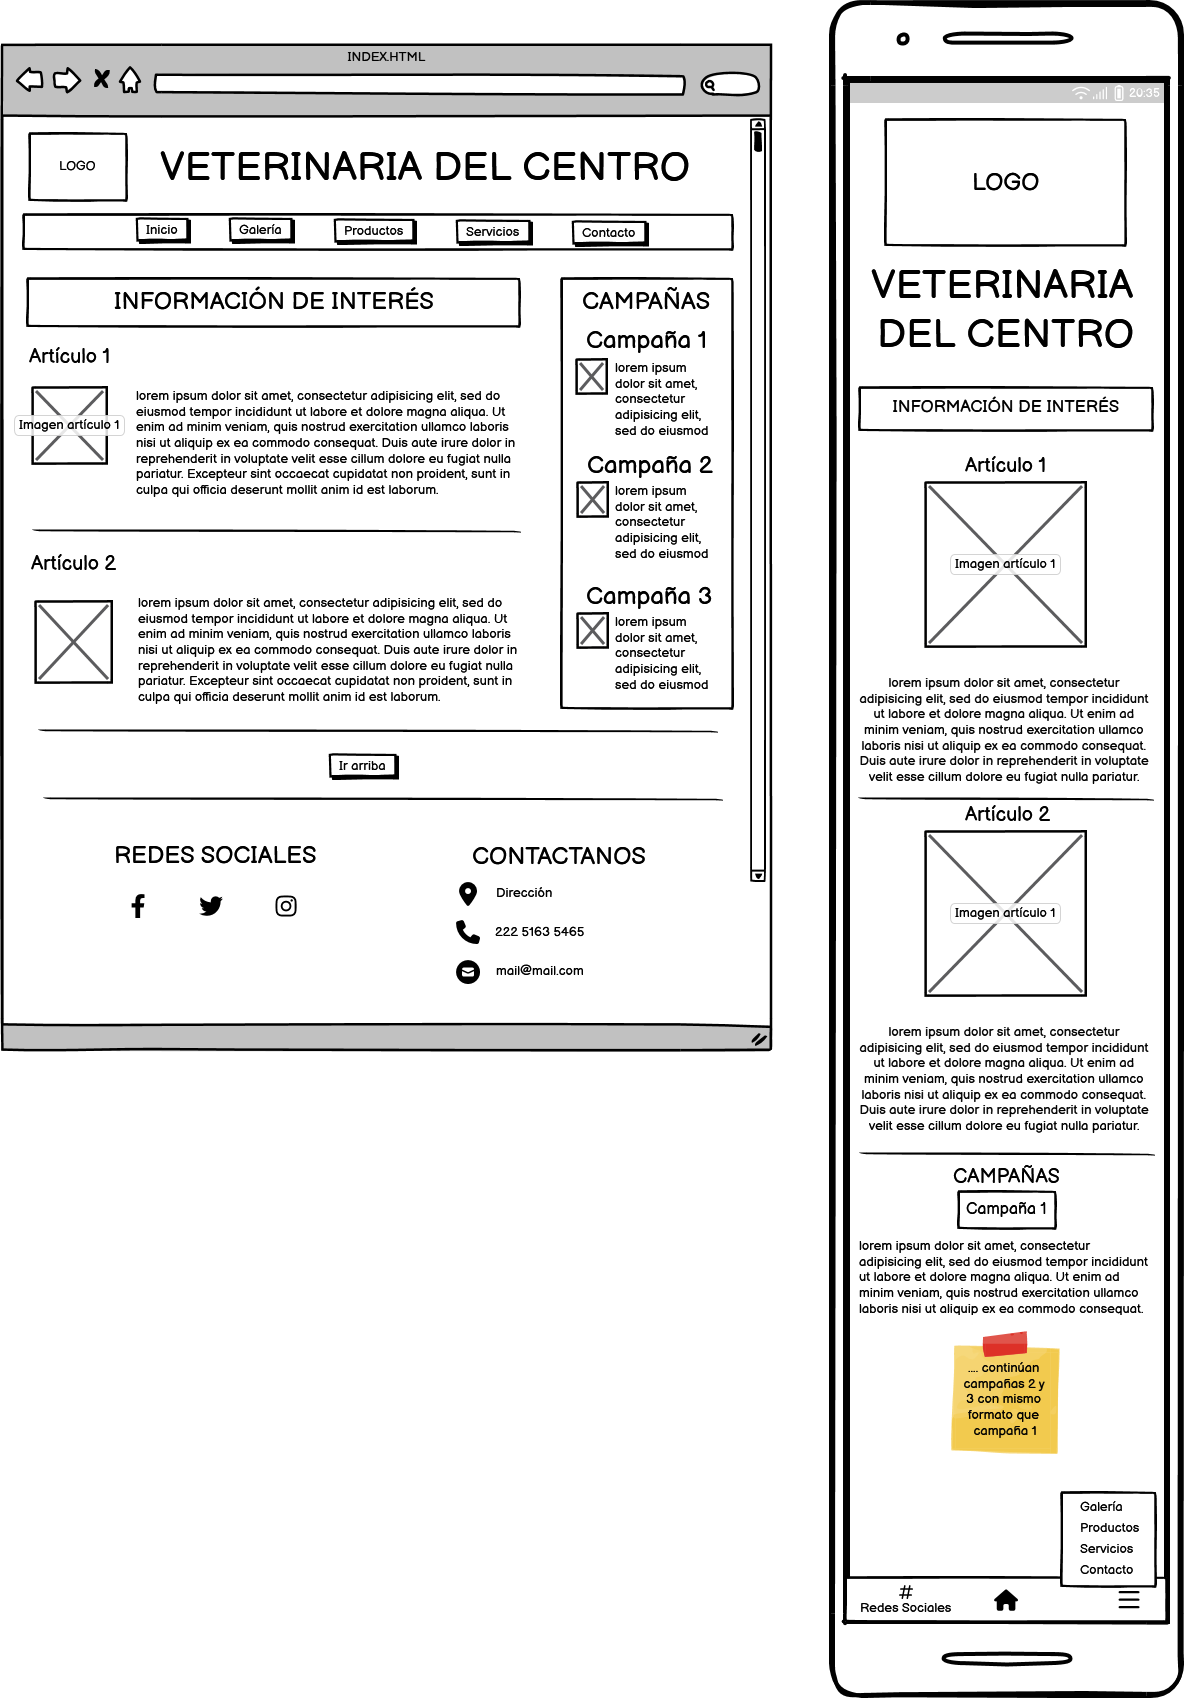 INDEX.HTML
LOGO
VETERINARIA DEL CENTRO
Inicio
Galería
Productos
Servicios
Contacto
INFORMACIÓN DE INTERÉS
Artículo 1
Imagen artículo 1
lorem ipsum dolor sit amet, consectetur adipisicing elit, sed do
eiusmod tempor incididunt ut labore et dolore magna aliqua. Ut
enim ad minim veniam, quis nostrud exercitation ullamco laboris
nisi ut aliquip ex ea commodo consequat. Duis aute irure dolor in
reprehenderit in voluptate velit esse cillum dolore eu fugiat nulla
pariatur. Excepteur sint occaecat cupidatat non proident, sunt in
culpa qui officia deserunt mollit anim id est laborum.
Artículo 2
lorem ipsum dolor sit amet, consectetur adipisicing elit, sed do
eiusmod tempor incididunt ut labore et dolore magna aliqua. Ut
enim ad minim veniam, quis nostrud exercitation ullamco laboris
nisi ut aliquip ex ea commodo consequat. Duis aute irure dolor in
reprehenderit in voluptate velit esse cillum dolore eu fugiat nulla
pariatur. Excepteur sint occaecat cupidatat non proident, sunt in
culpa qui officia deserunt mollit anim id est laborum.
CAMPAÑAS
Campaña 1
lorem ipsum
dolor sit amet,
consectetur
adipisicing elit,
sed do eiusmod
Campaña 2
lorem ipsum
dolor sit amet,
consectetur
adipisicing elit,
sed do eiusmod
Campaña 3
lorem ipsum
dolor sit amet,
consectetur
adipisicing elit,
sed do eiusmod
Ir arriba
REDES SOCIALES
CONTACTANOS
Dirección
222 5163 5465
mail@mail.com
20:35
LOGO
VETERINARIA
DEL CENTRO
INFORMACIÓN DE INTERÉS
Artículo 1
Imagen artículo 1
lorem ipsum dolor sit amet, consectetur
adipisicing elit, sed do eiusmod tempor incididunt
ut labore et dolore magna aliqua. Ut enim ad
minim veniam, quis nostrud exercitation ullamco
laboris nisi ut aliquip ex ea commodo consequat.
Duis aute irure dolor in reprehenderit in voluptate
velit esse cillum dolore eu fugiat nulla pariatur.
Artículo 2
Imagen artículo 1
lorem ipsum dolor sit amet, consectetur
adipisicing elit, sed do eiusmod tempor incididunt
ut labore et dolore magna aliqua. Ut enim ad
minim veniam, quis nostrud exercitation ullamco
laboris nisi ut aliquip ex ea commodo consequat.
Duis aute irure dolor in reprehenderit in voluptate
velit esse cillum dolore eu fugiat nulla pariatur.
CAMPAÑAS
Campaña 1
lorem ipsum dolor sit amet, consectetur
adipisicing elit, sed do eiusmod tempor incididunt
ut labore et dolore magna aliqua. Ut enim ad
minim veniam, quis nostrud exercitation ullamco
laboris nisi ut aliquip ex ea commodo consequat.
.... continúan
campañas 2 y
3 con mismo
formato que
campaña 1
Galería
Productos
Servicios
Contacto
#
Redes Sociales